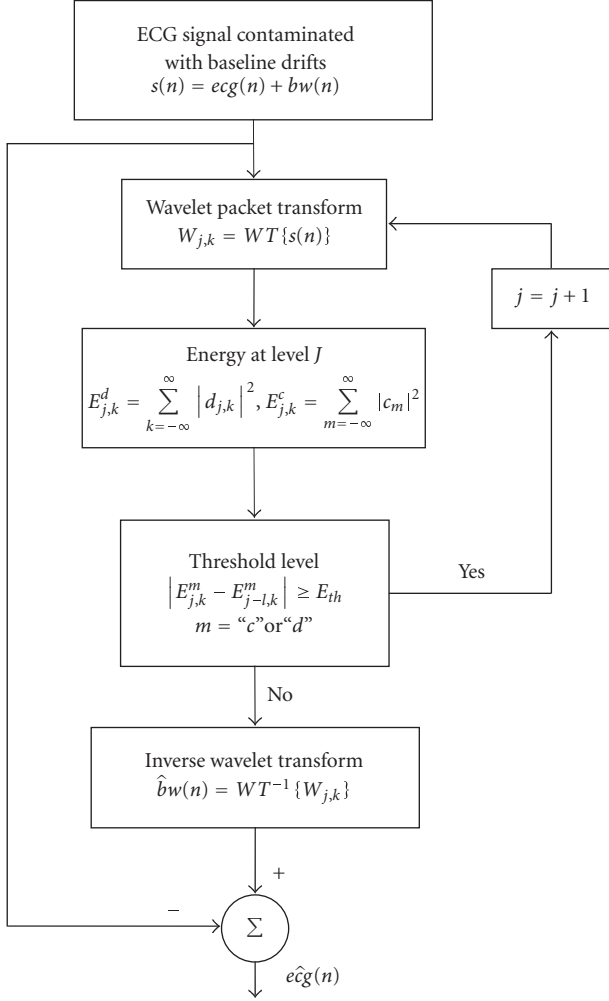 ECG signal contaminated
with baseline drifts
s(n) = ecg(n) + bw(n)
Wavelet packet transform
W_{j,k} = WT{s(n)}
j = j + 1
Energy at level J
E^d_{j,k} = ∑_{k=−∞}^{∞} |d_{j,k}|^2, E^c_{j,k} = ∑_{m=−∞}^{∞} |c_m|^2
Threshold level
|E^m_{j,k} − E^m_{j−l,k}| ≥ E_{th}
m = “c”or“d”
Yes
No
Inverse wavelet transform
b̂w(n) = WT^{−1}{W_{j,k}}
+
−
Σ
eĉg(n)